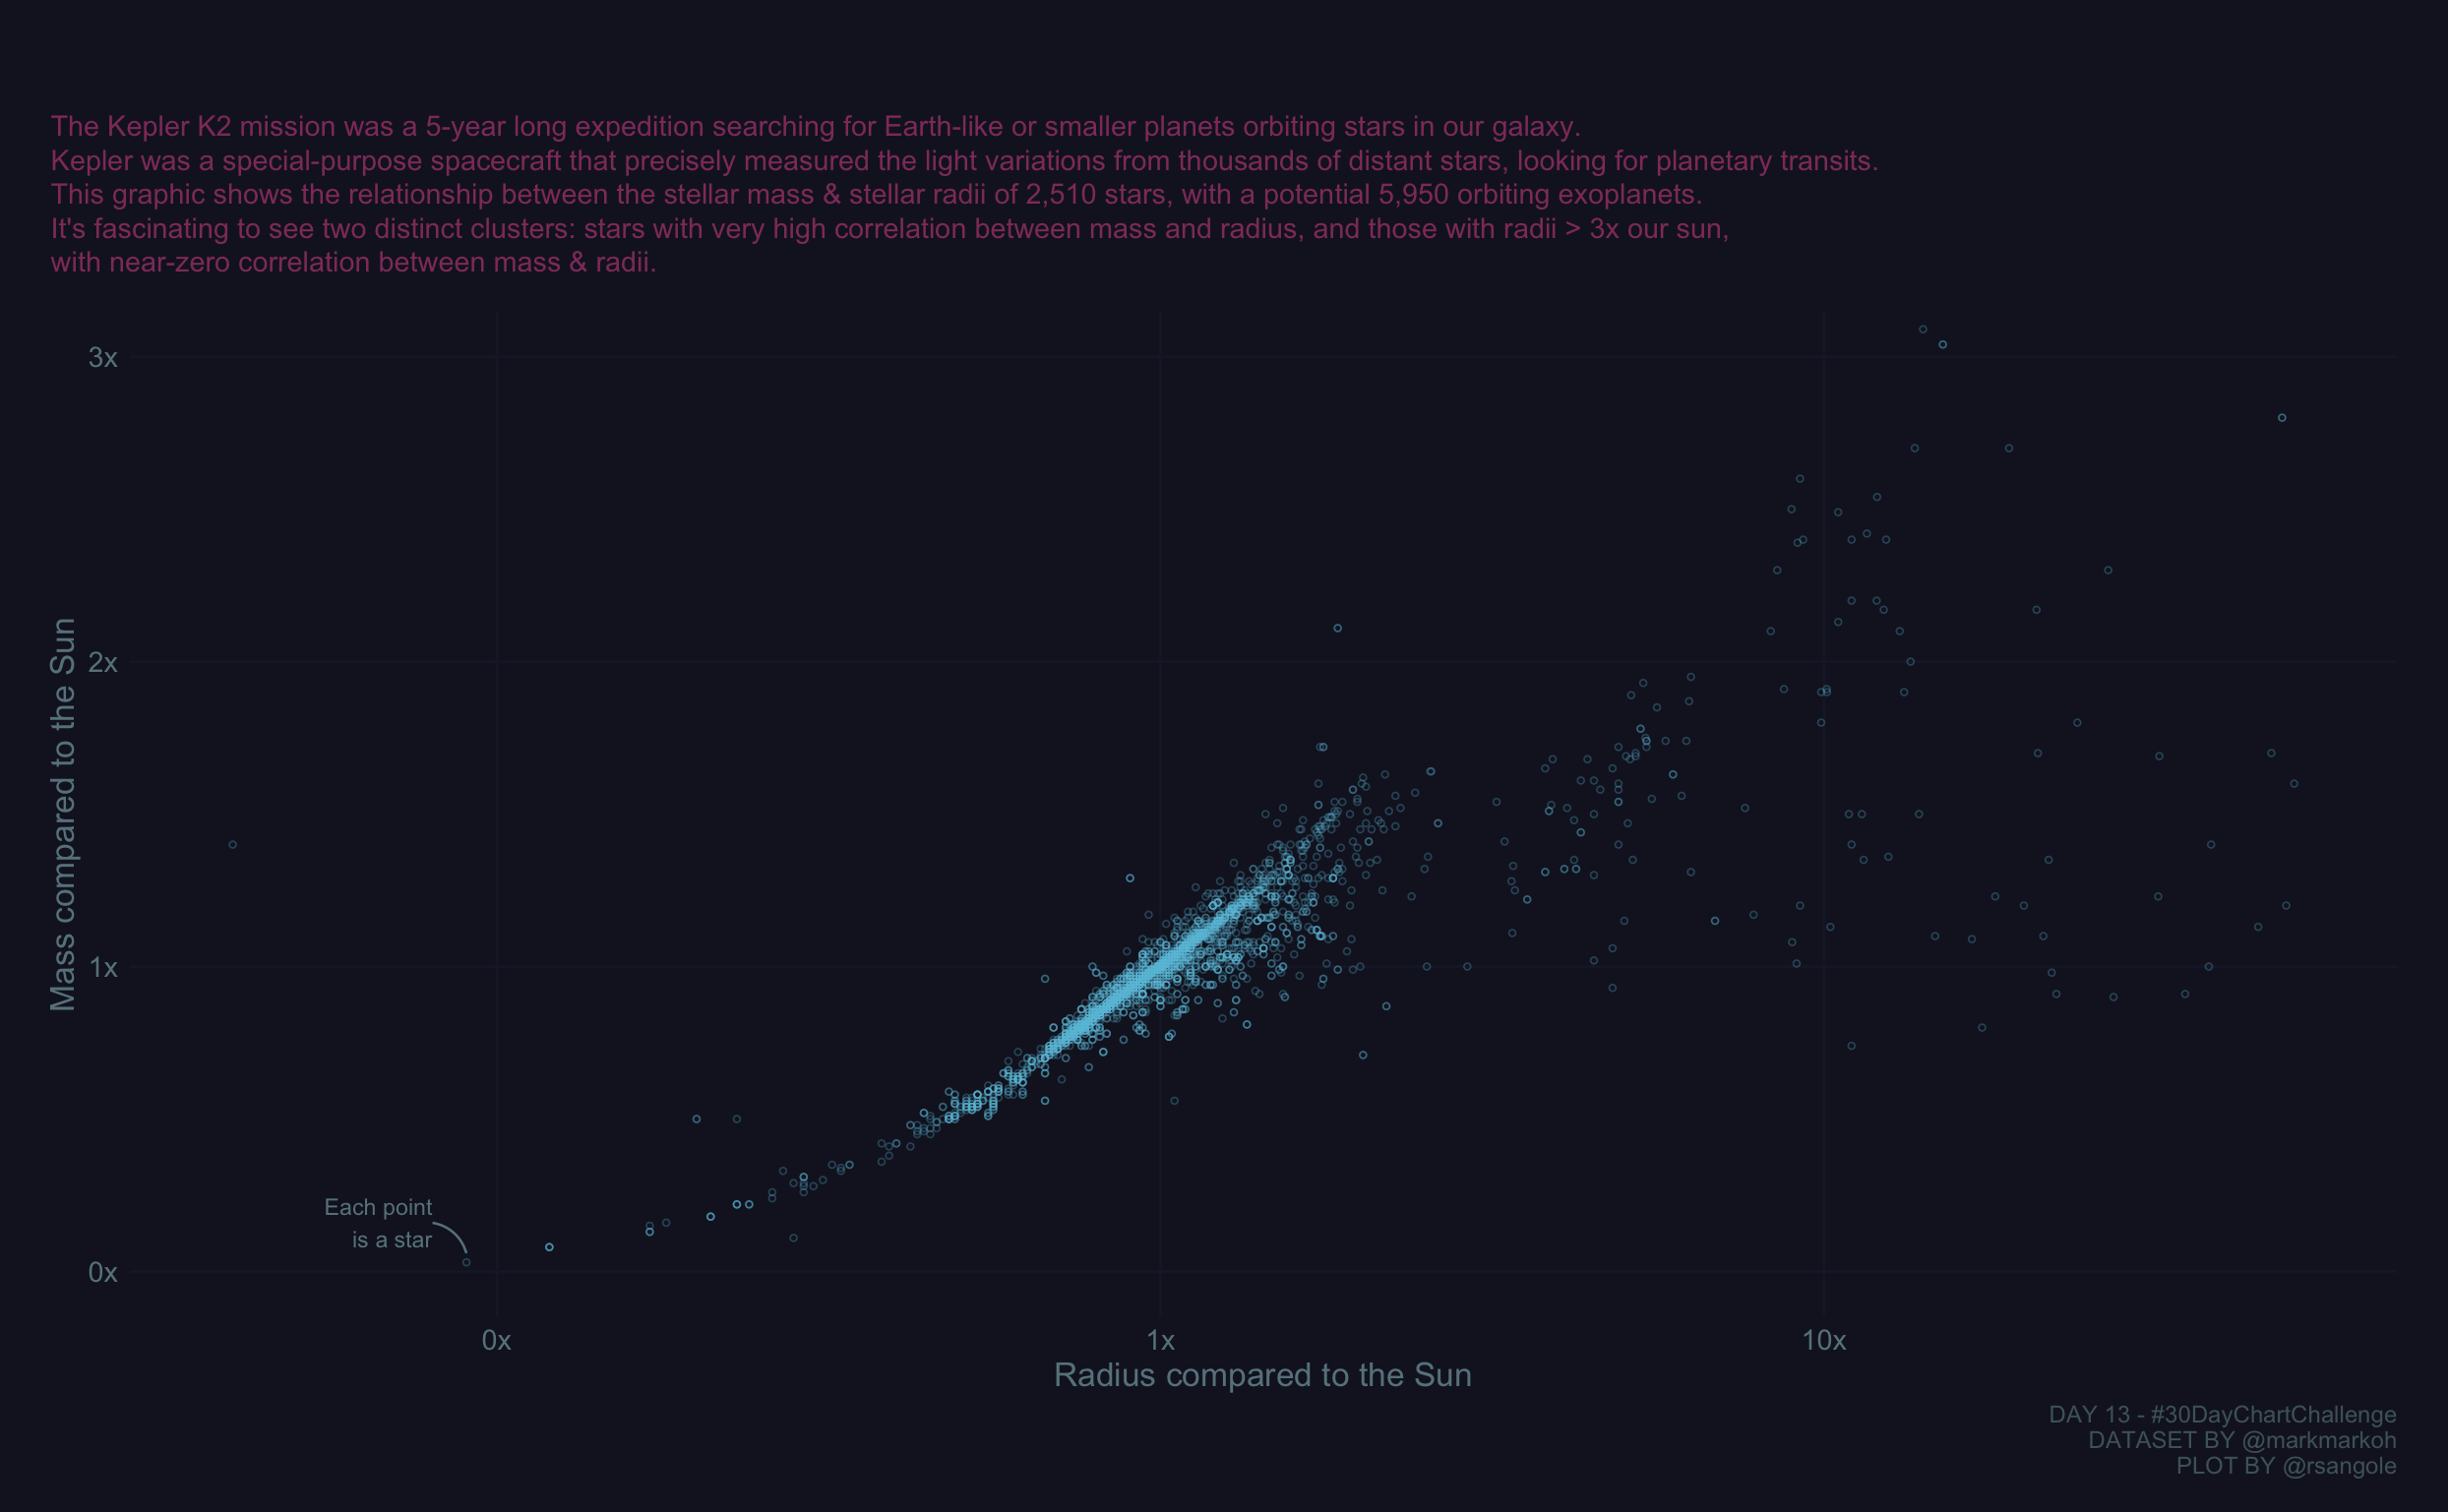 The Kepler K2 mission was a 5-year long expedition searching for Earth-like or smaller planets orbiting stars in our galaxy.
Kepler was a special-purpose spacecraft that precisely measured the light variations from thousands of distant stars, looking for planetary transits.
This graphic shows the relationship between the stellar mass & stellar radii of 2,510 stars, with a potential 5,950 orbiting exoplanets.
It's fascinating to see two distinct clusters: stars with very high correlation between mass and radius, and those with radii > 3x our sun,
with near-zero correlation between mass & radii.
Mass compared to the Sun
3x
2x
1x
0x
Each point
is a star
0x
1x
10x
Radius compared to the Sun
DAY 13 - #30DayChartChallenge
DATASET BY @markmarkoh
PLOT BY @rsangole